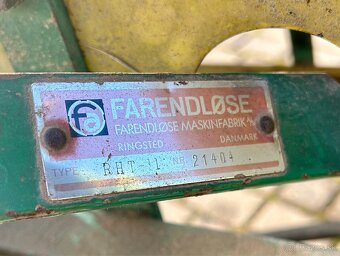 FARENDLØSE
FARENDLØSE MASKINFABRIK A/S
RINGSTED DANMARK
TYPE RHT 11 NR. 21404